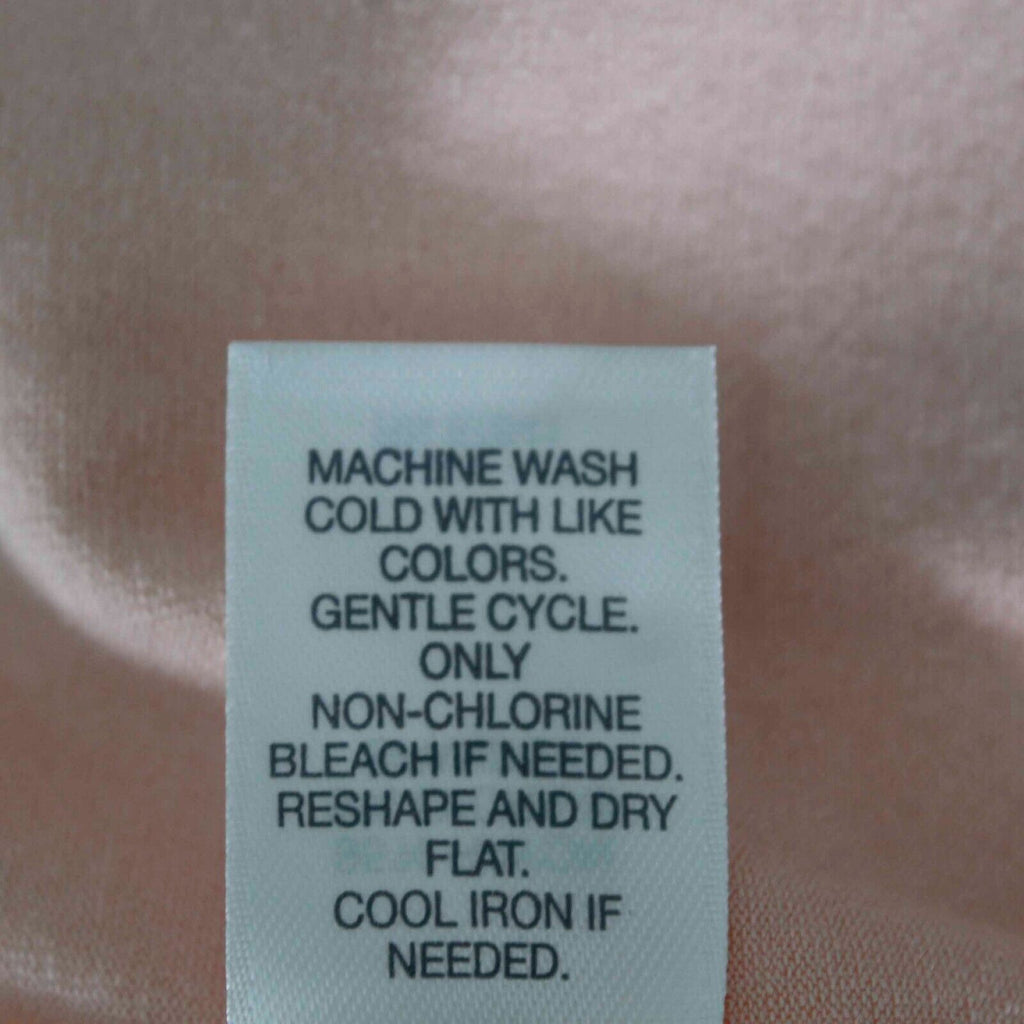 MACHINE WASH
COLD WITH LIKE
COLORS.
GENTLE CYCLE.
ONLY
NON-CHLORINE
BLEACH IF NEEDED.
RESHAPE AND DRY
FLAT.
COOL IRON IF
NEEDED.